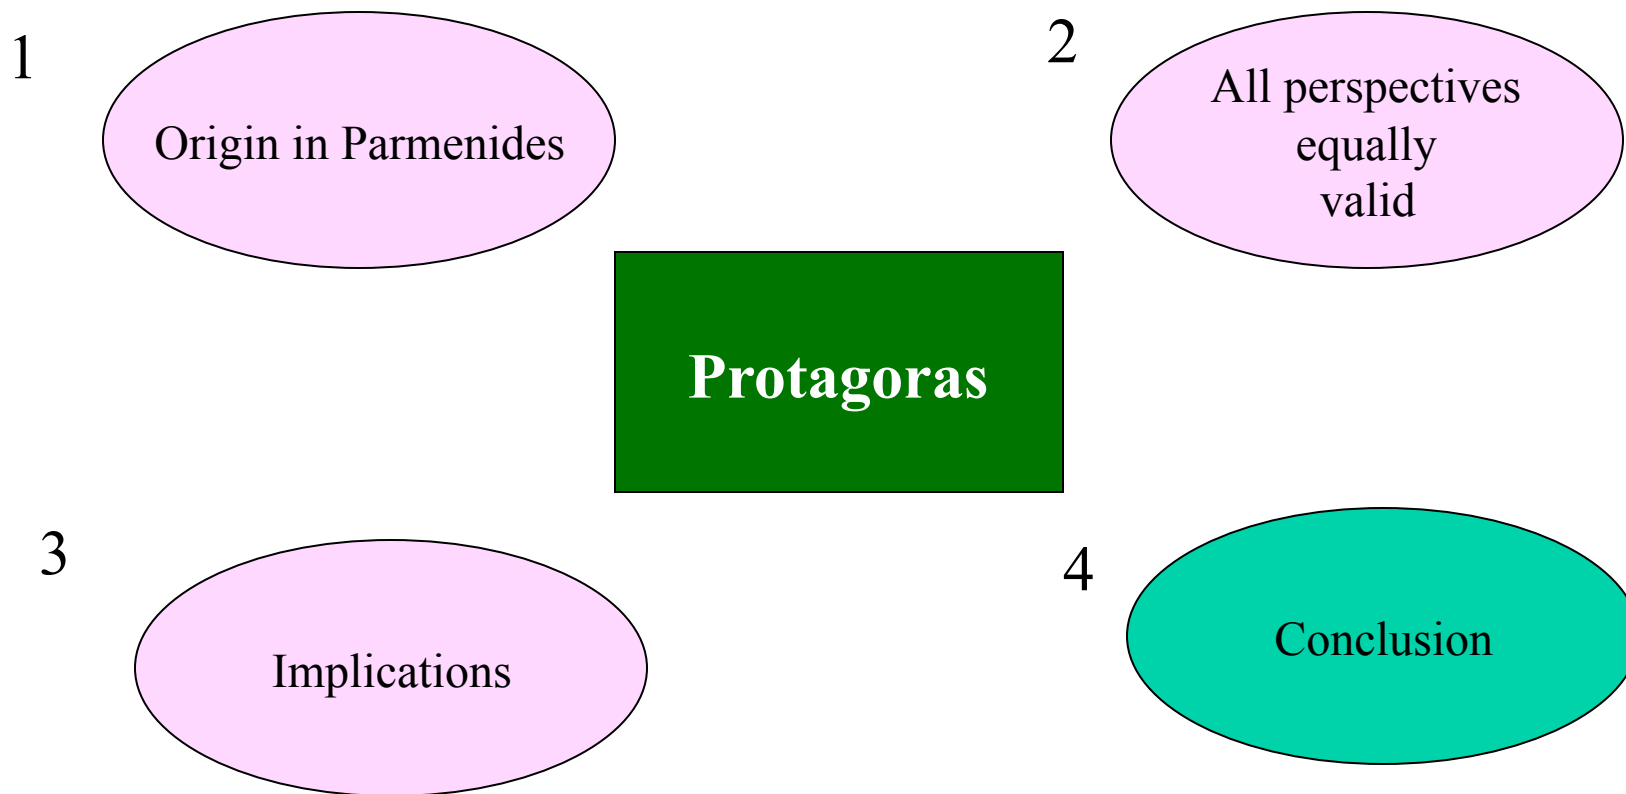 1
Origin in Parmenides
2
All perspectives
equally
valid
Protagoras
3
Implications
4
Conclusion